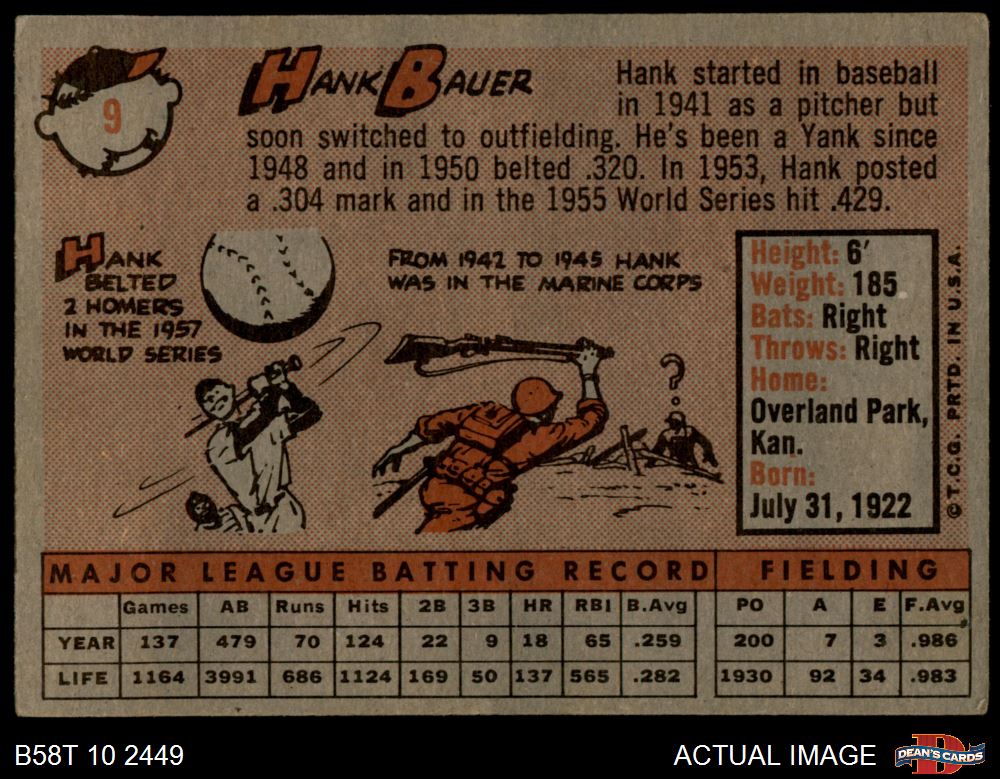 9
HANK BAUER
Hank started in baseball
in 1941 as a pitcher but
soon switched to outfielding. He's been a Yank since
1948 and in 1950 belted .320. In 1953, Hank posted
a .304 mark and in the 1955 World Series hit .429.
HANK
BELTED
2 HOMERS
IN THE 1957
WORLD SERIES
FROM 1942 TO 1945 HANK
WAS IN THE MARINE CORPS
?
Height: 6'
Weight: 185
Bats: Right
Throws: Right
Home:
Overland Park,
Kan.
Born:
July 31, 1922
© T.C.G. PRTD. IN U.S.A.
MAJOR LEAGUE BATTING RECORD FIELDING
Games AB Runs Hits 2B 3B HR RBI B.Avg PO A E F.Avg
YEAR 137 479 70 124 22 9 18 65 .259 200 7 3 .986
LIFE 1164 3991 686 1124 169 50 137 565 .282 1930 92 34 .983
B58T 10 2449
ACTUAL IMAGE
D
DEAN'S CARDS